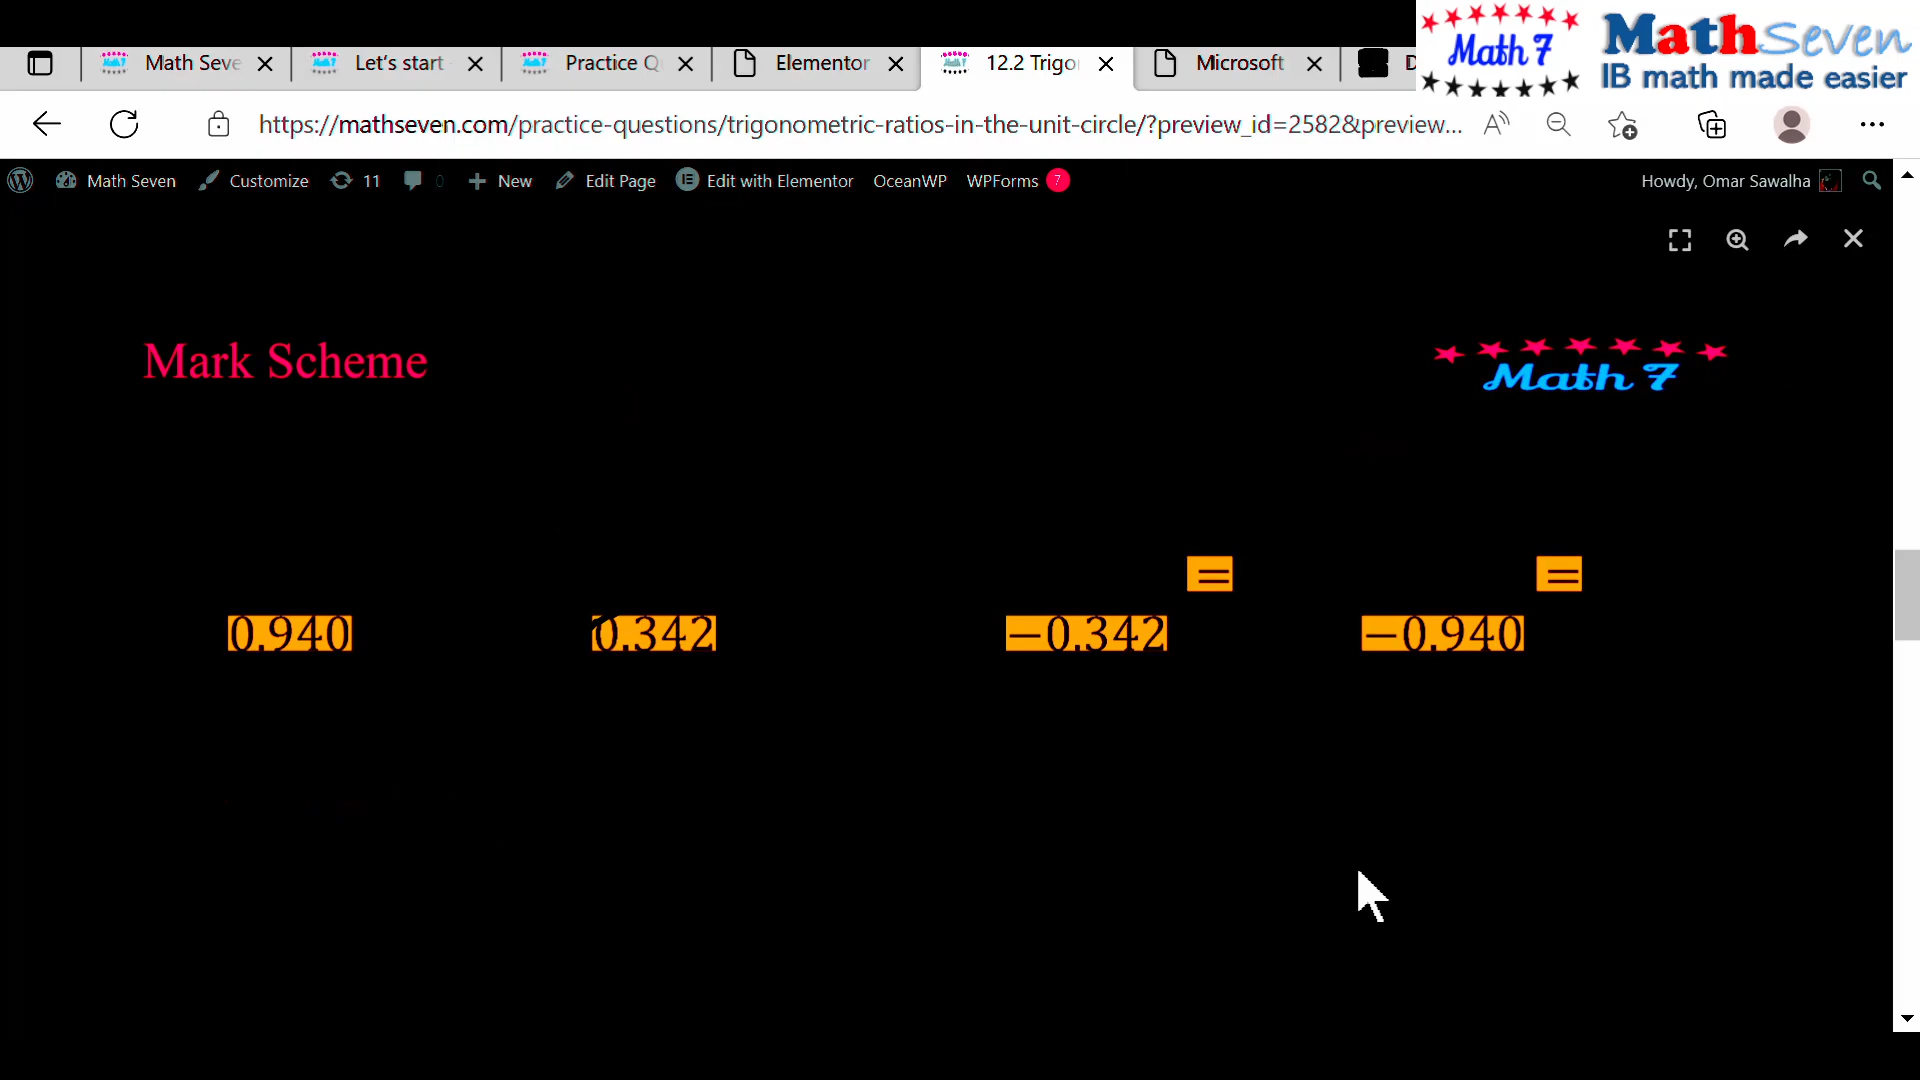 Math 7
MathSeven
IB math made easier
Math Seve
Let's start
Practice Q
Elementor
12.2 Trigo
Microsoft
D
https://mathseven.com/practice-questions/trigonometric-ratios-in-the-unit-circle/?preview_id=2582&preview...
Math Seven
Customize
11
0
New
Edit Page
Edit with Elementor
OceanWP
WPForms
7
Howdy, Omar Sawalha
Mark Scheme
Math 7
= =
0.940 0.342 −0.342 −0.940